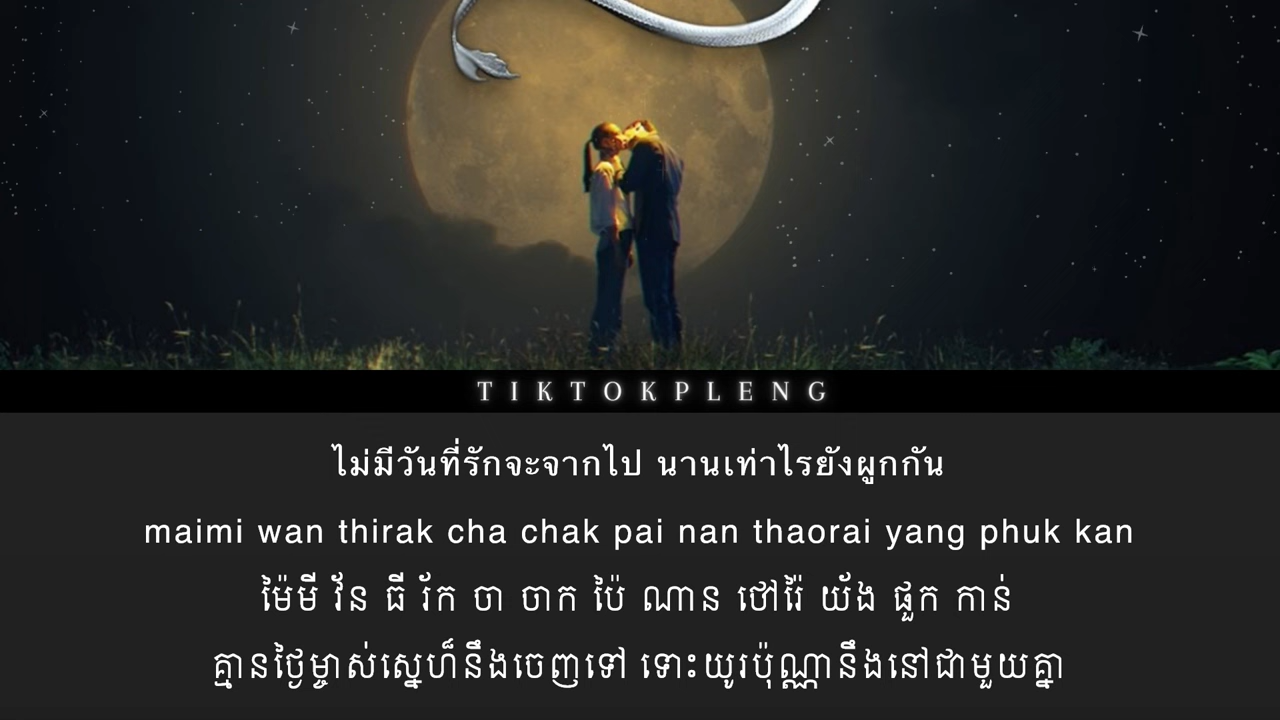 TIKTOKPLENG
ไม่มีวันที่รักจะจากไป นานเท่าไรยังผูกกัน
maimi wan thirak cha chak pai nan thaorai yang phuk kan
ម៉ៃមី វ័ន ធី រ័ក ចា ចាក ប៉ៃ ណាន ថៅរ៉ៃ យ័ង ផួក កាន់
គ្មានថ្ងៃម្ចាស់ស្នេហ៍នឹងចេញទៅ ទោះយូរប៉ុណ្ណានឹងនៅជាមួយគ្នា